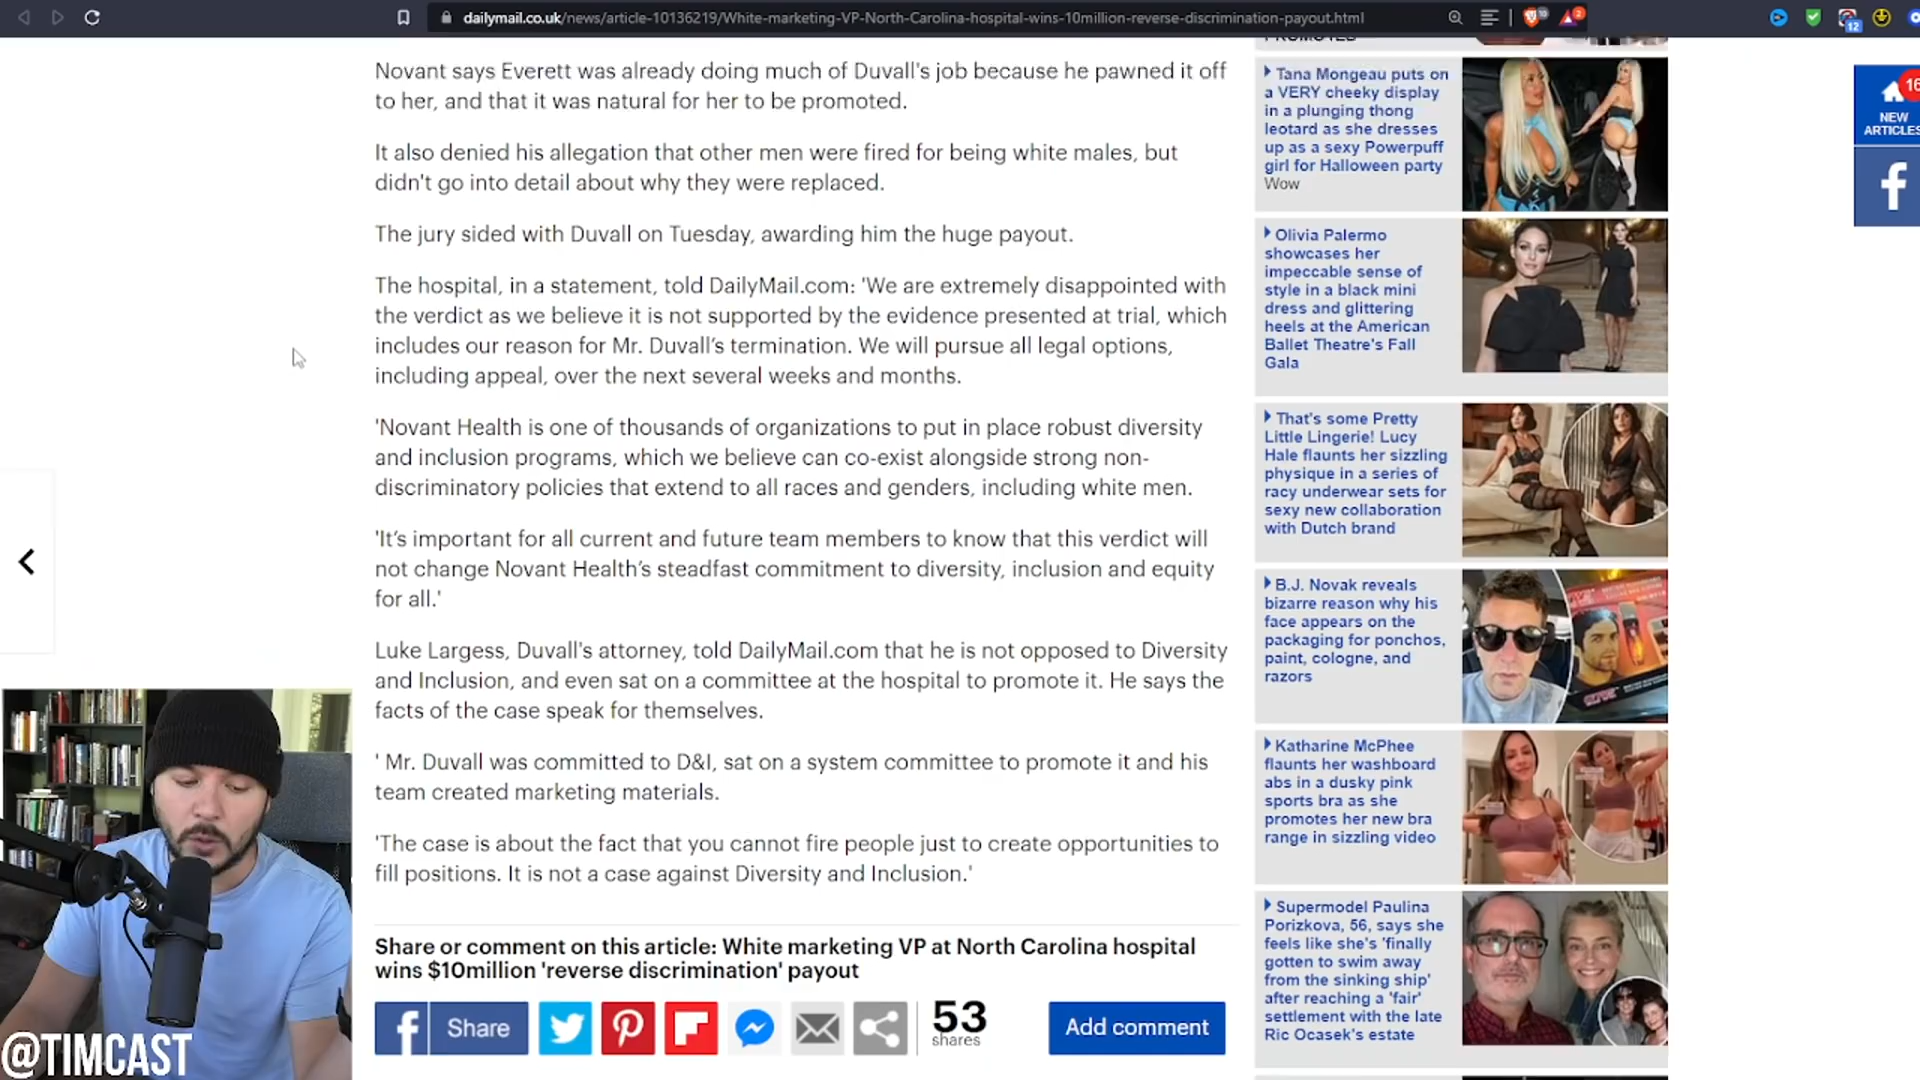 dailymail.co.uk/news/article-10136219/White-marketing-VP-North-Carolina-hospital-wins-10million-reverse-discrimination-payout.html
12
Novant says Everett was already doing much of Duvall's job because he pawned it off
to her, and that it was natural for her to be promoted.
It also denied his allegation that other men were fired for being white males, but
didn't go into detail about why they were replaced.
The jury sided with Duvall on Tuesday, awarding him the huge payout.
The hospital, in a statement, told DailyMail.com: 'We are extremely disappointed with
the verdict as we believe it is not supported by the evidence presented at trial, which
includes our reason for Mr. Duvall's termination. We will pursue all legal options,
including appeal, over the next several weeks and months.
'Novant Health is one of thousands of organizations to put in place robust diversity
and inclusion programs, which we believe can co-exist alongside strong non-
discriminatory policies that extend to all races and genders, including white men.
'It's important for all current and future team members to know that this verdict will
not change Novant Health's steadfast commitment to diversity, inclusion and equity
for all.'
Luke Largess, Duvall's attorney, told DailyMail.com that he is not opposed to Diversity
and Inclusion, and even sat on a committee at the hospital to promote it. He says the
facts of the case speak for themselves.
' Mr. Duvall was committed to D&I, sat on a system committee to promote it and his
team created marketing materials.
'The case is about the fact that you cannot fire people just to create opportunities to
fill positions. It is not a case against Diversity and Inclusion.'
Share or comment on this article: White marketing VP at North Carolina hospital
wins $10million 'reverse discrimination' payout
Share
53
shares
Add comment
PROMOTED
Tana Mongeau puts on
a VERY cheeky display
in a plunging thong
leotard as she dresses
up as a sexy Powerpuff
girl for Halloween party
Wow
Olivia Palermo
showcases her
impeccable sense of
style in a black mini
dress and glittering
heels at the American
Ballet Theatre's Fall
Gala
That's some Pretty
Little Lingerie! Lucy
Hale flaunts her sizzling
physique in a series of
racy underwear sets for
sexy new collaboration
with Dutch brand
B.J. Novak reveals
bizarre reason why his
face appears on the
packaging for ponchos,
paint, cologne, and
razors
Katharine McPhee
flaunts her washboard
abs in a dusky pink
sports bra as she
promotes her new bra
range in sizzling video
Supermodel Paulina
Porizkova, 56, says she
feels like she's 'finally
gotten to swim away
from the sinking ship'
after reaching a 'fair'
settlement with the late
Ric Ocasek's estate
16
NEW
ARTICLES
@TIMCAST